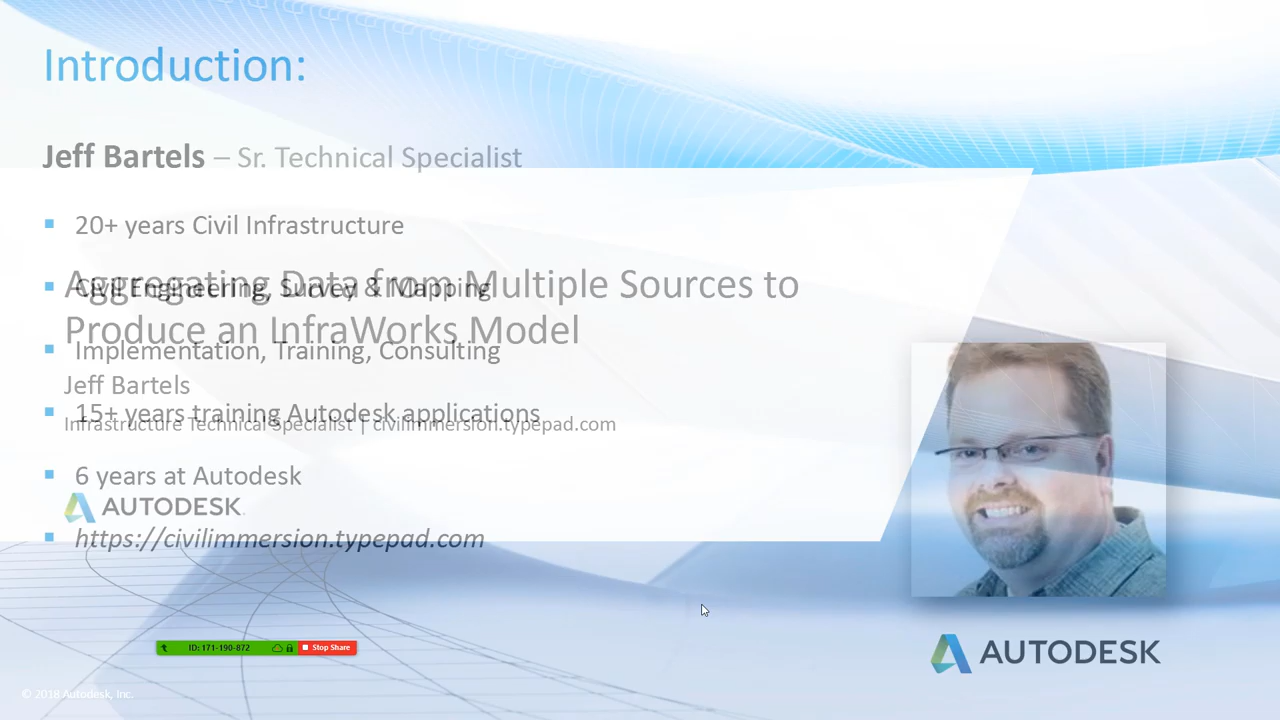 Introduction:
Jeff Bartels – Sr. Technical Specialist
20+ years Civil Infrastructure
Civil Engineering, Survey & Mapping
Aggregating Data from Multiple Sources to
Produce an InfraWorks Model
Implementation, Training, Consulting
Jeff Bartels
15+ years training Autodesk applications
Infrastructure Technical Specialist | civilimmersion.typepad.com
6 years at Autodesk
AUTODESK.
https://civilimmersion.typepad.com
ID: 171-190-872 Stop Share
AUTODESK
© 2018 Autodesk, Inc.